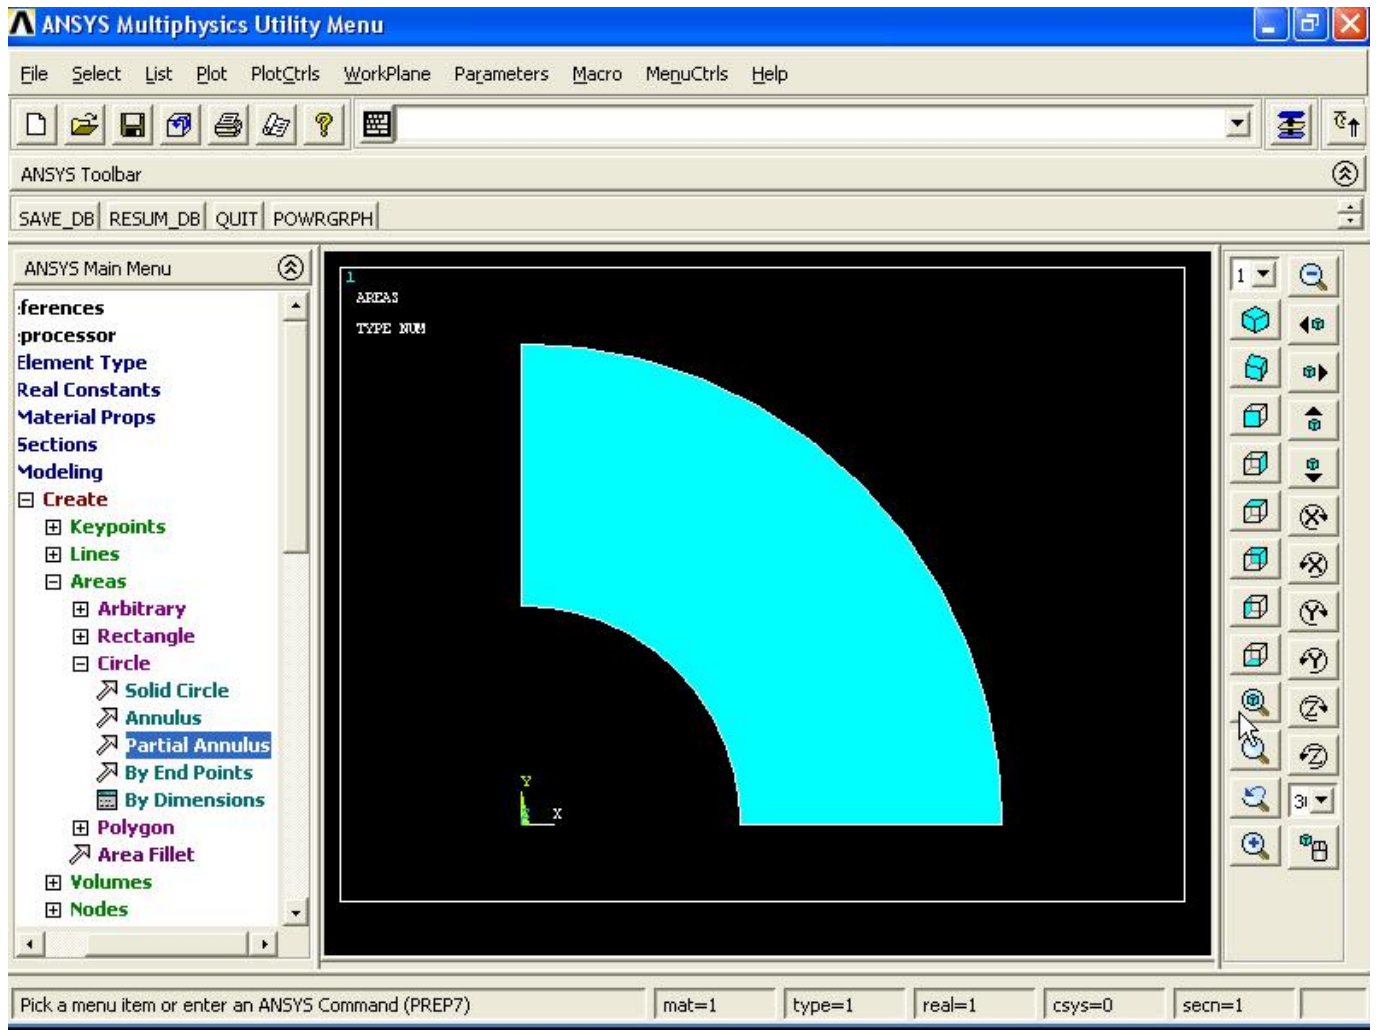 ANSYS Multiphysics Utility Menu
File Select List Plot PlotCtrls WorkPlane Parameters Macro MenuCtrls Help
ANSYS Toolbar
SAVE_DB RESUM_DB QUIT POWRGRPH
ANSYS Main Menu
ferences
processor
Element Type
Real Constants
Material Props
Sections
Modeling
Create
Keypoints
Lines
Areas
Arbitrary
Rectangle
Circle
Solid Circle
Annulus
Partial Annulus
By End Points
By Dimensions
Polygon
Area Fillet
Volumes
Nodes
1
AREAS
TYPE NUM
Y
X
1
Pick a menu item or enter an ANSYS Command (PREP7) mat=1 type=1 real=1 csys=0 secn=1